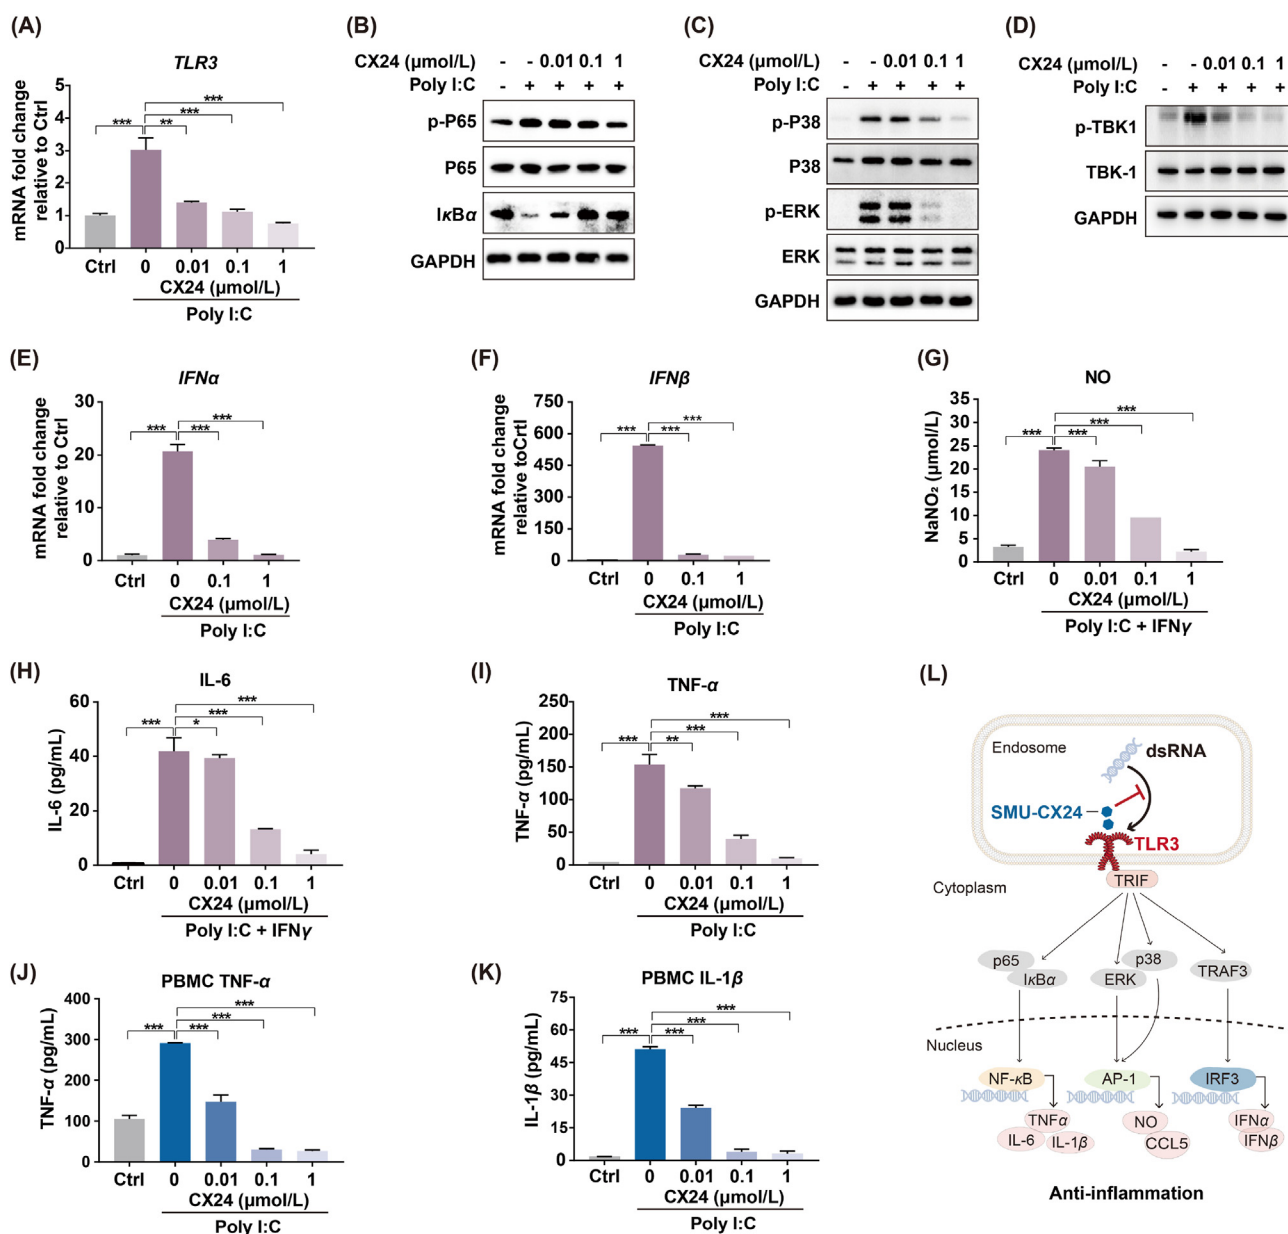 (A)
TLR3
***
***
*** **
mRNA fold change
relative to Ctrl
5
4
3
2
1
0
Ctrl 0 0.01 0.1 1
CX24 (μmol/L)
Poly I:C
(B)
CX24 (μmol/L) - - 0.01 0.1 1
Poly I:C - + + + +
p-P65
P65
IκBα
GAPDH
(C)
CX24 (μmol/L) - - 0.01 0.1 1
Poly I:C - + + + +
p-P38
P38
p-ERK
ERK
GAPDH
(D)
CX24 (μmol/L) - - 0.01 0.1 1
Poly I:C - + + + +
p-TBK1
TBK-1
GAPDH
(E)
IFNα
***
*** ***
mRNA fold change
relative to Ctrl
30
20
10
0
Ctrl 0 0.1 1
CX24 (μmol/L)
Poly I:C
(F)
IFNβ
***
*** ***
mRNA fold change
relative toCrtl
750
600
450
300
150
0
Ctrl 0 0.1 1
CX24 (μmol/L)
Poly I:C
(G)
NO
***
***
*** ***
NaNO₂ (μmol/L)
35
30
25
20
15
10
5
0
Ctrl 0 0.01 0.1 1
CX24 (μmol/L)
Poly I:C + IFNγ
(H)
IL-6
***
***
*** *
IL-6 (pg/mL)
60
40
20
0
Ctrl 0 0.01 0.1 1
CX24 (μmol/L)
Poly I:C + IFNγ
(I)
TNF-α
***
***
*** **
TNF-α (pg/mL)
250
200
150
100
50
0
Ctrl 0 0.01 0.1 1
CX24 (μmol/L)
Poly I:C
(J)
PBMC TNF-α
***
***
*** ***
TNF-α (pg/mL)
400
300
200
100
0
Ctrl 0 0.01 0.1 1
CX24 (μmol/L)
Poly I:C
(K)
PBMC IL-1β
***
***
*** ***
IL-1β (pg/mL)
75
60
45
30
15
0
Ctrl 0 0.01 0.1 1
CX24 (μmol/L)
Poly I:C
(L)
Endosome
dsRNA
SMU-CX24
TLR3
TRIF
Cytoplasm
p65
IκBα
ERK
p38
TRAF3
Nucleus
NF-κB
AP-1
IRF3
TNFα
IL-6
IL-1β
NO
CCL5
IFNα
IFNβ
Anti-inflammation